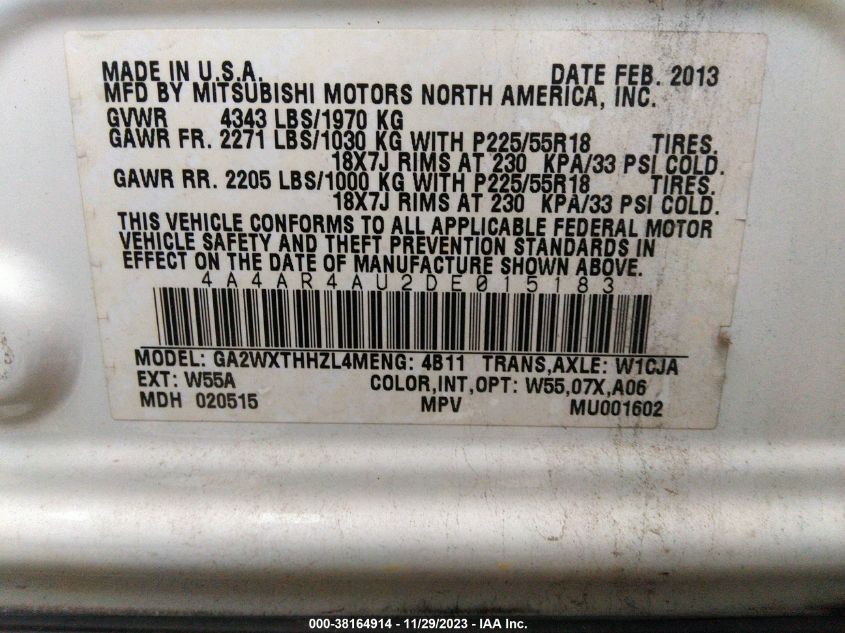 MADE IN U.S.A. DATE FEB. 2013
MFD BY MITSUBISHI MOTORS NORTH AMERICA, INC.
GVWR 4343 LBS/1970 KG
GAWR FR. 2271 LBS/1030 KG WITH P225/55R18 TIRES.
18X7J RIMS AT 230 KPA/33 PSI COLD.
GAWR RR. 2205 LBS/1000 KG WITH P225/55R18 TIRES.
18X7J RIMS AT 230 KPA/33 PSI COLD.
THIS VEHICLE CONFORMS TO ALL APPLICABLE FEDERAL MOTOR
VEHICLE SAFETY AND THEFT PREVENTION STANDARDS IN
EFFECT ON THE DATE OF MANUFACTURE SHOWN ABOVE.
4A4AR4AU2DE015183
MODEL: GA2WXTHHZL4MENG: 4B11 TRANS,AXLE: W1CJA
EXT: W55A COLOR,INT,OPT: W55,07X,A06
MDH 020515 MPV MU001602
000-38164914 - 11/29/2023 - IAA Inc.